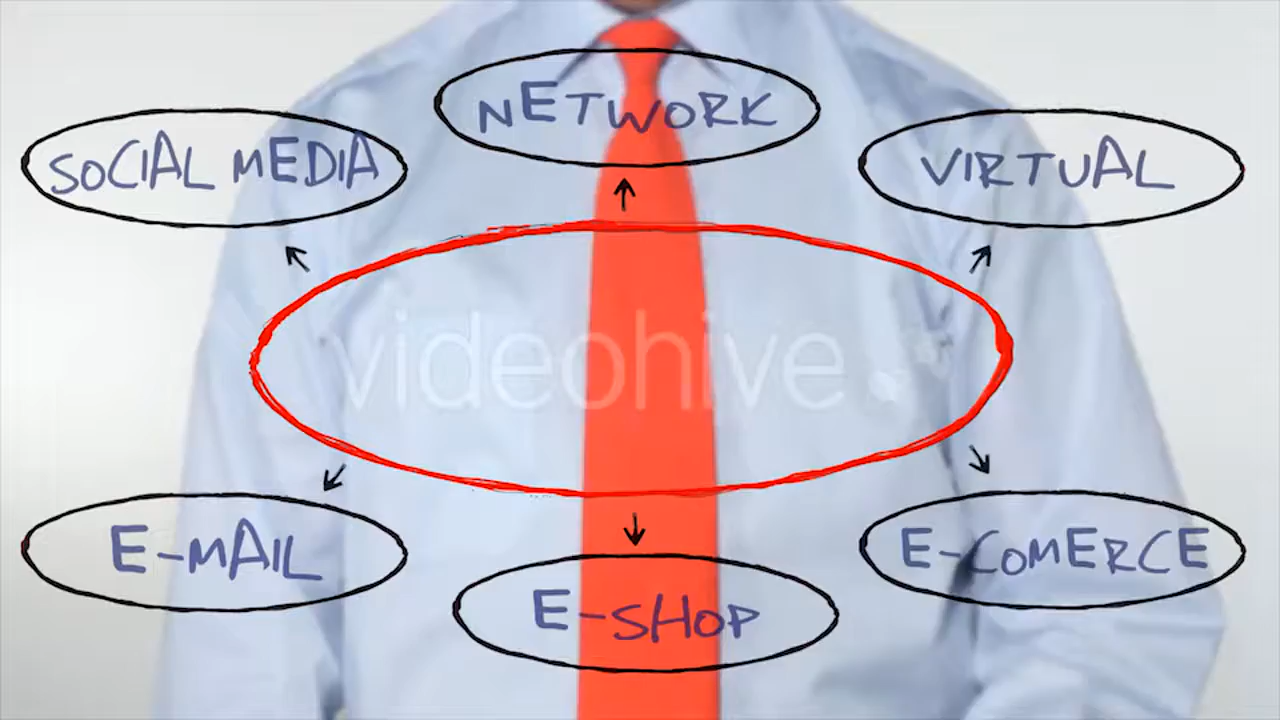 NETWORK
SOCIAL MEDIA
VIRTUAL
videohive
E-MAIL
E-COMERCE
E-SHOP